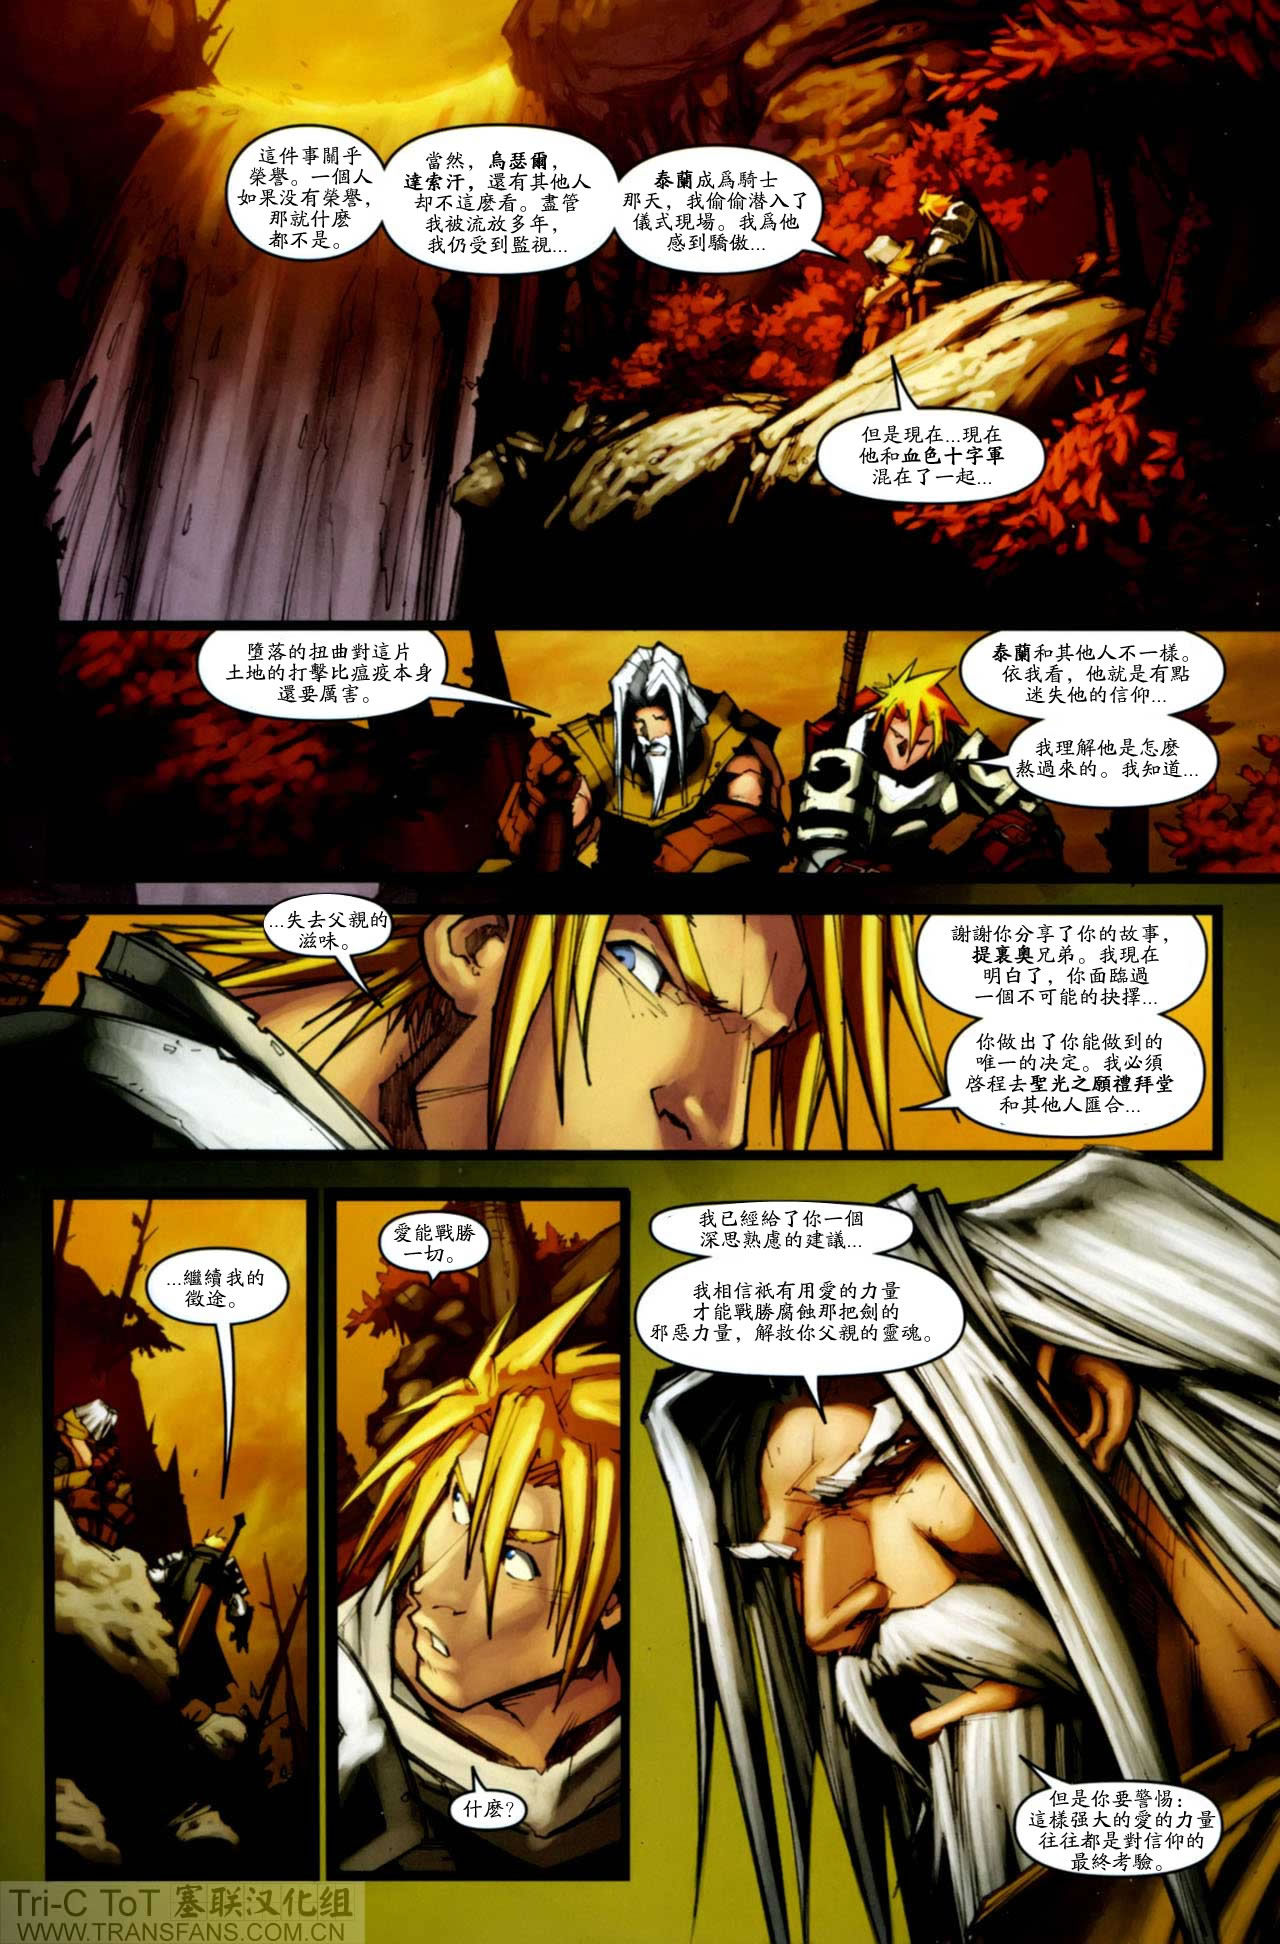 這件事關乎
榮譽。一個人
如果没有榮譽,
那就什麽
都不是。
當然，烏瑟爾，
達索汗，還有其他人
却不這麽看。盡管
我被流放多年，
我仍受到監視...
泰蘭成爲騎士
那天，我偷偷潜入了
儀式現場。我爲他
感到驕傲...
但是現在...現在
他和血色十字軍
混在了一起...
墮落的扭曲對這片
土地的打擊比瘟疫本身
還要厲害。
泰蘭和其他人不一樣。
依我看，他就是有點
迷失他的信仰...
我理解他是怎麽
熬過來的。我知道...
...失去父親的
滋味。
謝謝你分享了你的故事，
提裏奥兄弟。我現在
明白了，你面臨過
一個不可能的抉擇...
你做出了你能做到的
唯一的决定。我必須
啓程去聖光之願禮拜堂
和其他人匯合...
...繼續我的
徵途。
愛能戰勝
一切。
什麽?
我已經給了你一個
深思熟慮的建議...
我相信衹有用愛的力量
才能戰勝腐蝕那把劍的
邪惡力量，解救你父親的靈魂。
但是你要警惕:
這樣强大的愛的力量
往往都是對信仰的
最終考驗。
Tri-C ToT 塞联汉化组
WWW.TRANSFANS.COM.CN